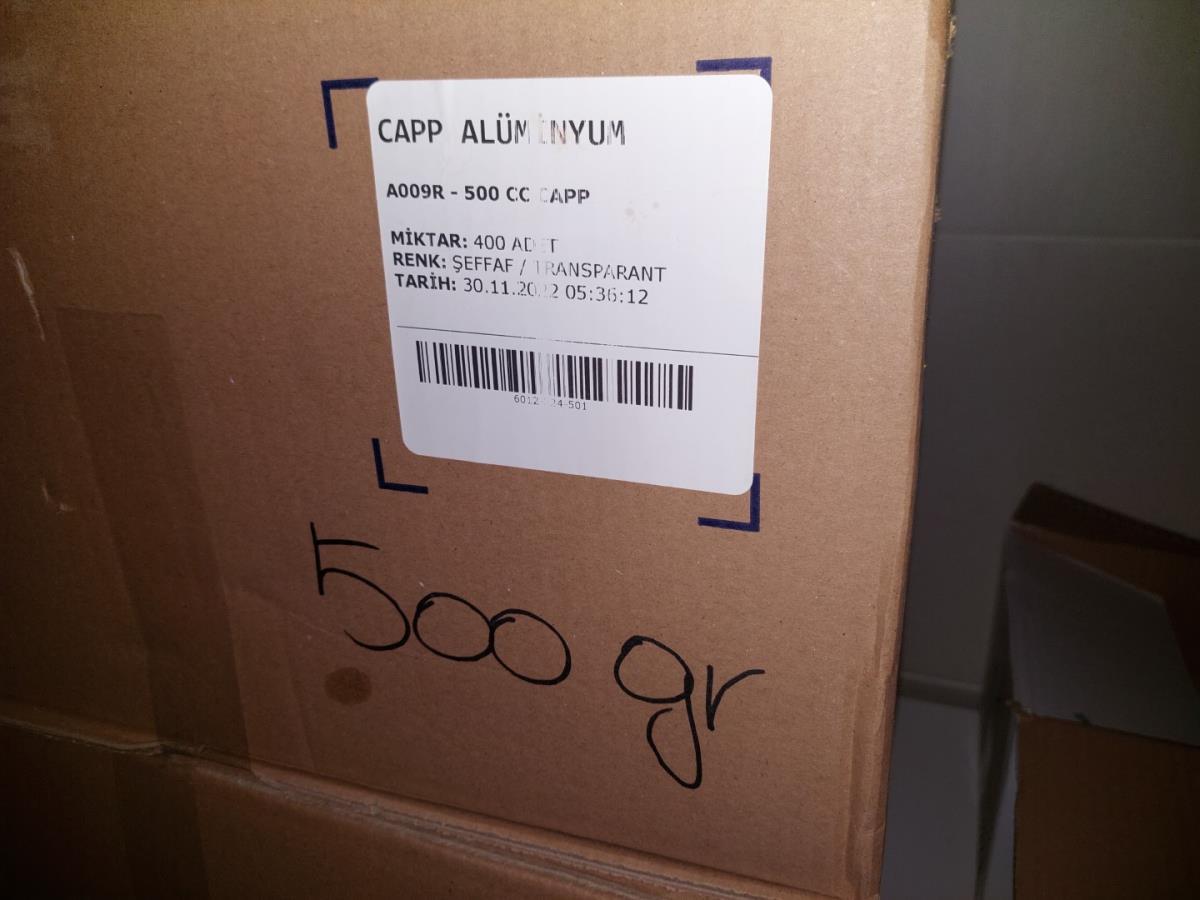 CAPP ALÜMİNYUM
A009R - 500 CC CAPP
MİKTAR: 400 ADET
RENK: ŞEFFAF / TRANSPARANT
TARİH: 30.11.2022 05:36:12
500 gr